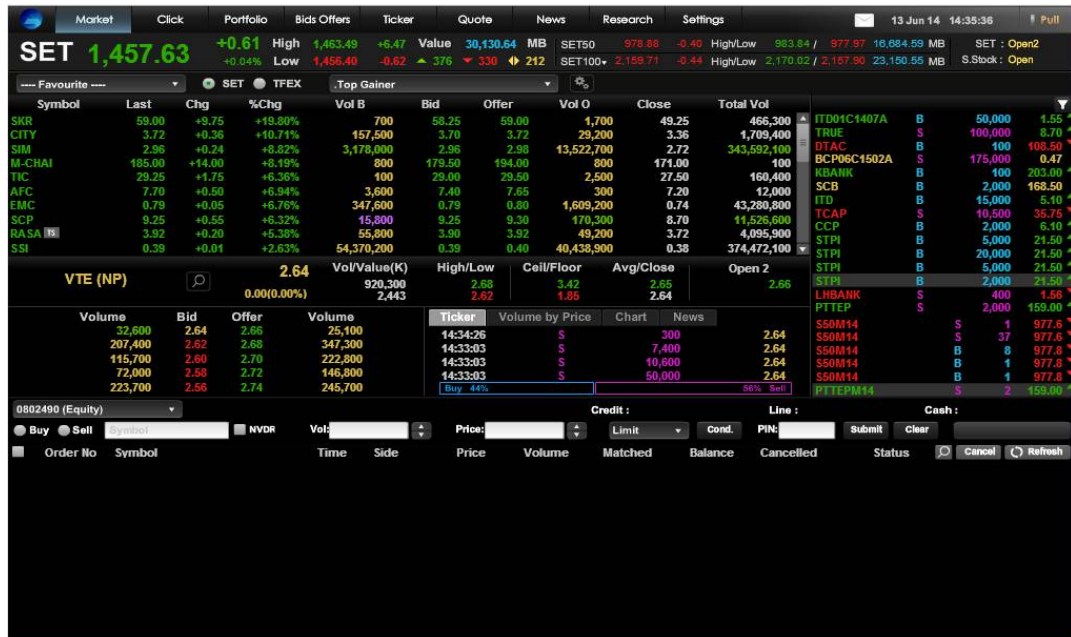 Market Click Portfolio Bids Offers Ticker Quote News Research Settings 13 Jun 14 14:35:36 Pull
SET 1,457.63 +0.61 High 1,463.49 +6.47 Value 30,130.64 MB SET50 978.88 -0.40 High/Low 983.84 / 977.97 16,684.59 MB SET : Open2
+0.04% Low 1,456.40 -0.62 376 330 212 SET100 2,159.71 -0.44 High/Low 2,170.02 / 2,157.90 23,150.55 MB S.Stock : Open
---- Favourite ---- SET TFEX .Top Gainer
Symbol Last Chg %Chg Vol B Bid Offer Vol O Close Total Vol
SKR 59.00 +9.75 +19.80% 700 58.25 59.00 1,700 49.25 466,300
CITY 3.72 +0.36 +10.71% 157,500 3.70 3.72 29,200 3.36 1,709,400
SIM 2.96 +0.24 +8.82% 3,178,000 2.96 2.98 13,522,700 2.72 343,592,100
M-CHAI 185.00 +14.00 +8.19% 800 179.50 194.00 800 171.00 100
TIC 29.25 +1.75 +6.36% 100 29.00 29.50 2,500 27.50 160,400
AFC 7.70 +0.50 +6.94% 3,600 7.40 7.65 300 7.20 12,000
EMC 0.79 +0.05 +6.76% 347,600 0.79 0.80 1,609,200 0.74 43,280,800
SCP 9.25 +0.55 +6.32% 15,800 9.25 9.30 170,300 8.70 11,526,600
RASA TS 3.92 +0.20 +5.38% 55,800 3.90 3.92 49,200 3.72 4,095,900
SSI 0.39 +0.01 +2.63% 54,370,200 0.39 0.40 40,438,900 0.38 374,472,100
VTE (NP) 2.64 Vol/Value(K) High/Low Ceil/Floor Avg/Close Open 2
920,300 2.68 3.42 2.65 2.66
0.00(0.00%) 2,443 2.62 1.85 2.64
Volume Bid Offer Volume
32,600 2.64 2.66 25,100
207,400 2.62 2.68 347,300
115,700 2.60 2.70 222,800
72,000 2.58 2.72 146,800
223,700 2.56 2.74 245,700
Ticker Volume by Price Chart News
14:34:26 S 300 2.64
14:33:03 S 7,400 2.64
14:33:03 S 10,600 2.64
14:33:03 S 50,000 2.64
Buy 44% 56% Sell
ITD01C1407A B 50,000 1.55
TRUE S 100,000 8.70
DTAC B 100 108.50
BCP06C1502A S 175,000 0.47
KBANK B 100 203.00
SCB B 2,000 168.50
ITD B 15,000 5.10
TCAP S 10,500 35.75
CCP B 2,000 6.10
STPI B 5,000 21.50
STPI B 20,000 21.50
STPI B 5,000 21.50
STPI B 2,000 21.50
LHBANK S 400 1.56
PTTEP S 2,000 159.00
S50M14 S 1 977.6
S50M14 S 37 977.6
S50M14 B 8 977.8
S50M14 B 1 977.8
S50M14 B 1 977.8
PTTEPM14 S 2 159.00
0802490 (Equity) Credit : Line : Cash :
Buy Sell Symbol NVDR Vol: Price: Limit Cond. PIN: Submit Clear
Order No Symbol Time Side Price Volume Matched Balance Cancelled Status Cancel Refresh